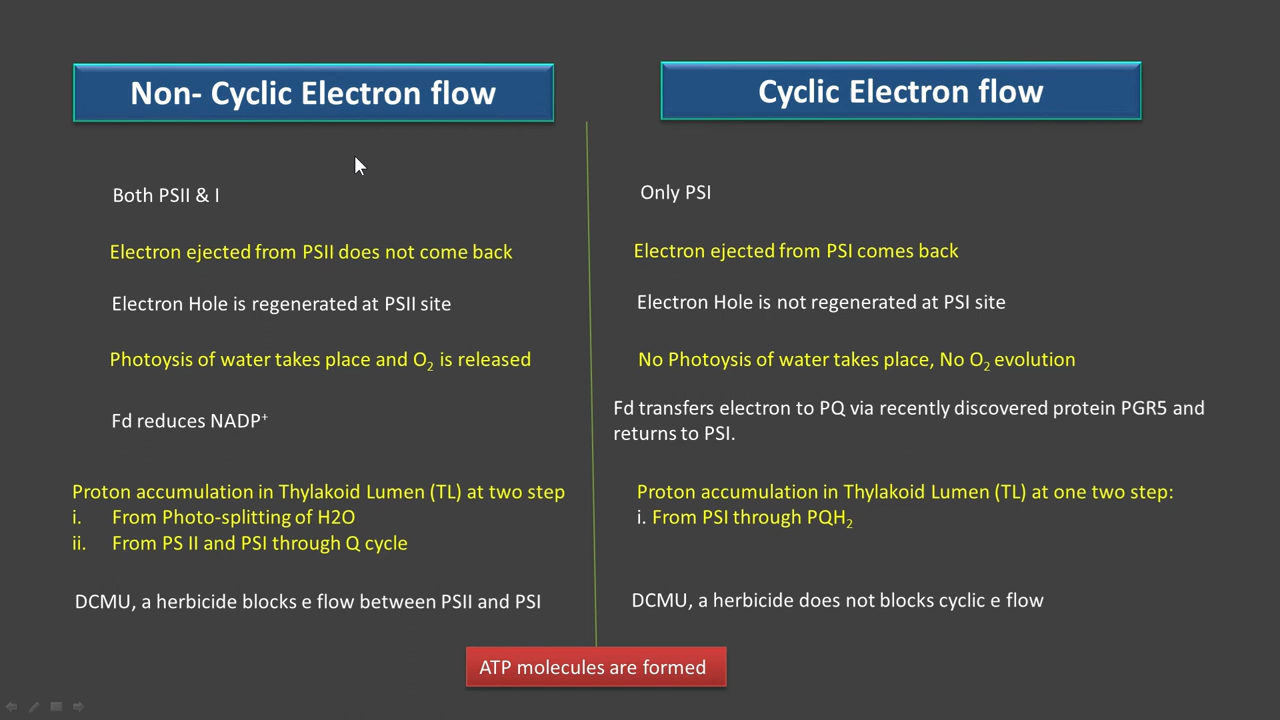 Non- Cyclic Electron flow
Cyclic Electron flow
Both PSII & I
Only PSI
Electron ejected from PSII does not come back
Electron ejected from PSI comes back
Electron Hole is regenerated at PSII site
Electron Hole is not regenerated at PSI site
Photoysis of water takes place and O₂ is released
No Photoysis of water takes place, No O₂ evolution
Fd reduces NADP⁺
Fd transfers electron to PQ via recently discovered protein PGR5 and
returns to PSI.
Proton accumulation in Thylakoid Lumen (TL) at two step
i. From Photo-splitting of H2O
ii. From PS II and PSI through Q cycle
Proton accumulation in Thylakoid Lumen (TL) at one two step:
i. From PSI through PQH₂
DCMU, a herbicide blocks e flow between PSII and PSI
DCMU, a herbicide does not blocks cyclic e flow
ATP molecules are formed